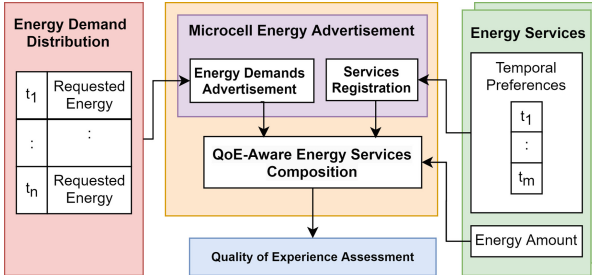 Energy Demand
Distribution
t1
Requested
Energy
:
:
tn
Requested
Energy
Microcell Energy Advertisement
Energy Demands
Advertisement
Services
Registration
QoE-Aware Energy Services
Composition
Quality of Experience Assessment
Energy Services
Temporal
Preferences
t1
:
tm
Energy Amount